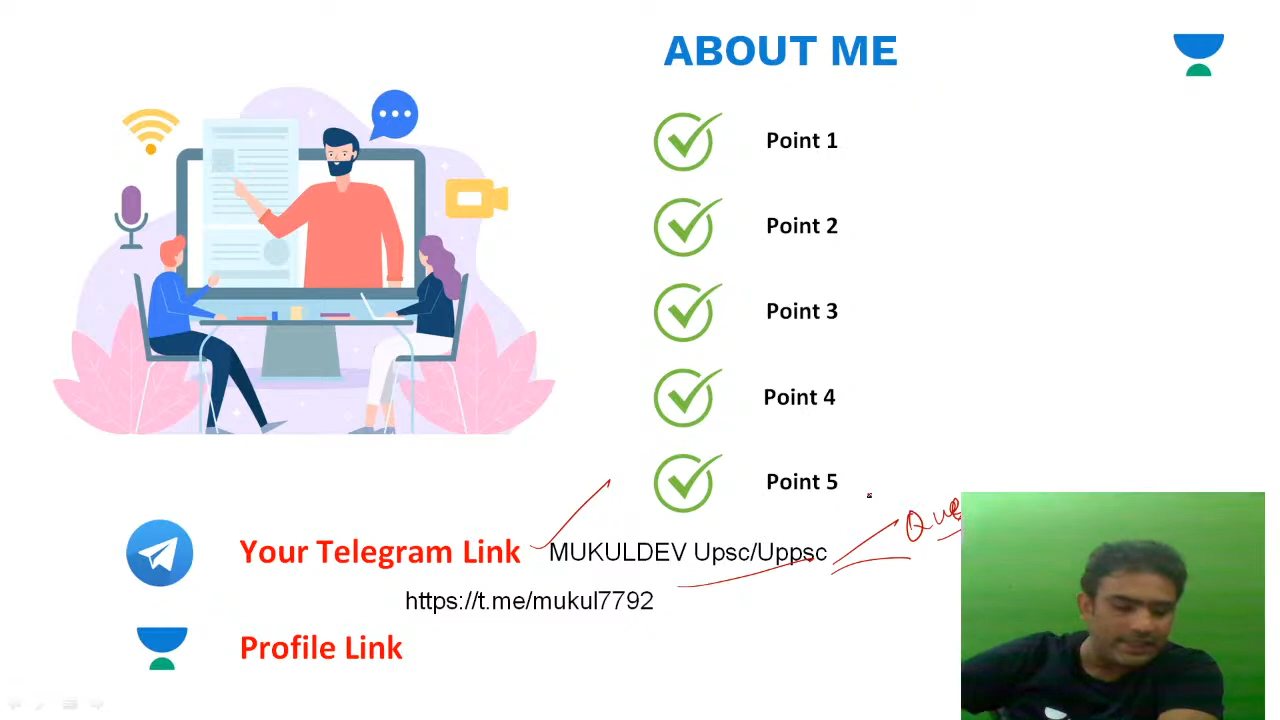 ABOUT ME
Point 1
Point 2
Point 3
Point 4
Point 5
Your Telegram Link MUKULDEV Upsc/Uppsc
https://t.me/mukul7792
Profile Link